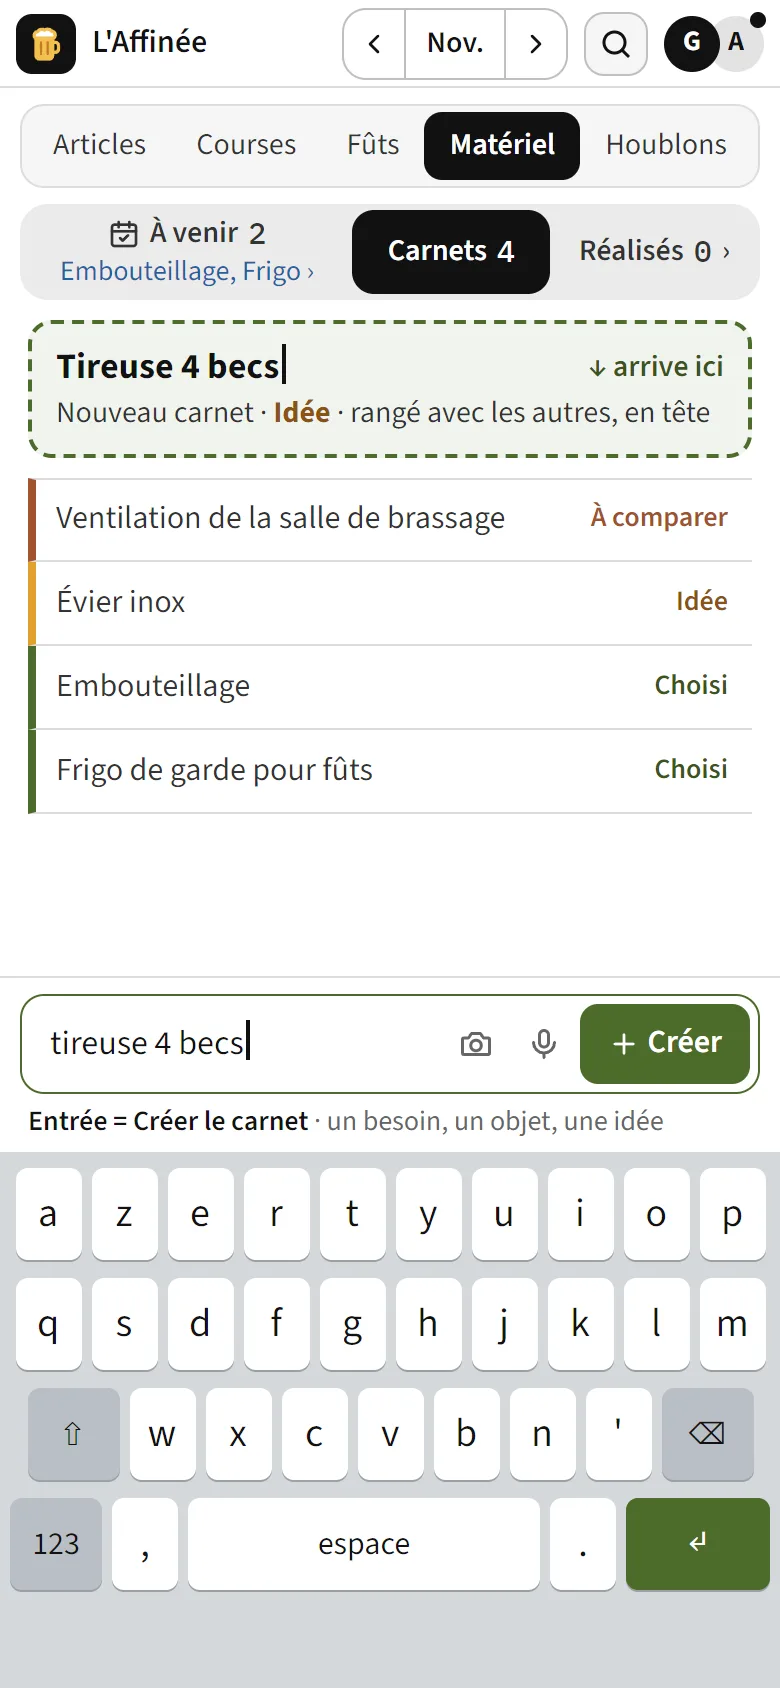 L'Affinée
Nov.
G A
Articles Courses Fûts Matériel Houblons
À venir 2
Embouteillage, Frigo ›
Carnets 4
Réalisés 0 ›
Tireuse 4 becs
↓ arrive ici
Nouveau carnet · Idée · rangé avec les autres, en tête
Ventilation de la salle de brassage À comparer
Évier inox Idée
Embouteillage Choisi
Frigo de garde pour fûts Choisi
tireuse 4 becs
+ Créer
Entrée = Créer le carnet · un besoin, un objet, une idée
a z e r t y u i o p
q s d f g h j k l m
⇧ w x c v b n ' ⌫
123 , espace . ↵